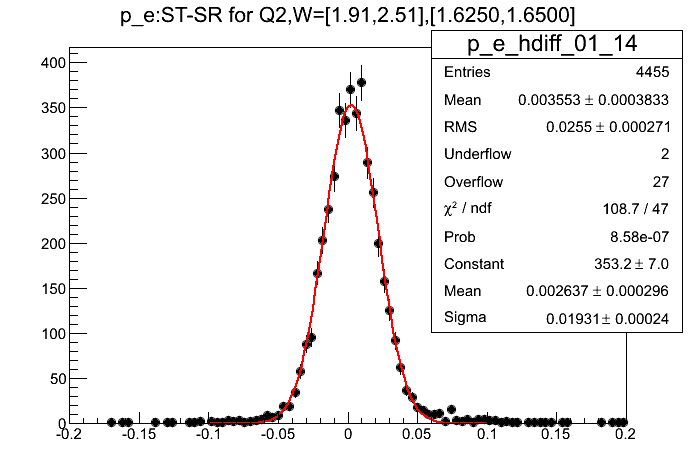 p_e:ST-SR for Q2,W=[1.91,2.51],[1.6250,1.6500]
p_e_hdiff_01_14
Entries 4455
Mean 0.003553 ± 0.0003833
RMS 0.0255 ± 0.000271
Underflow 2
Overflow 27
χ² / ndf 108.7 / 47
Prob 8.58e-07
Constant 353.2 ± 7.0
Mean 0.002637 ± 0.000296
Sigma 0.01931 ± 0.00024
400
350
300
250
200
150
100
50
0
-0.2 -0.15 -0.1 -0.05 0 0.05 0.1 0.15 0.2